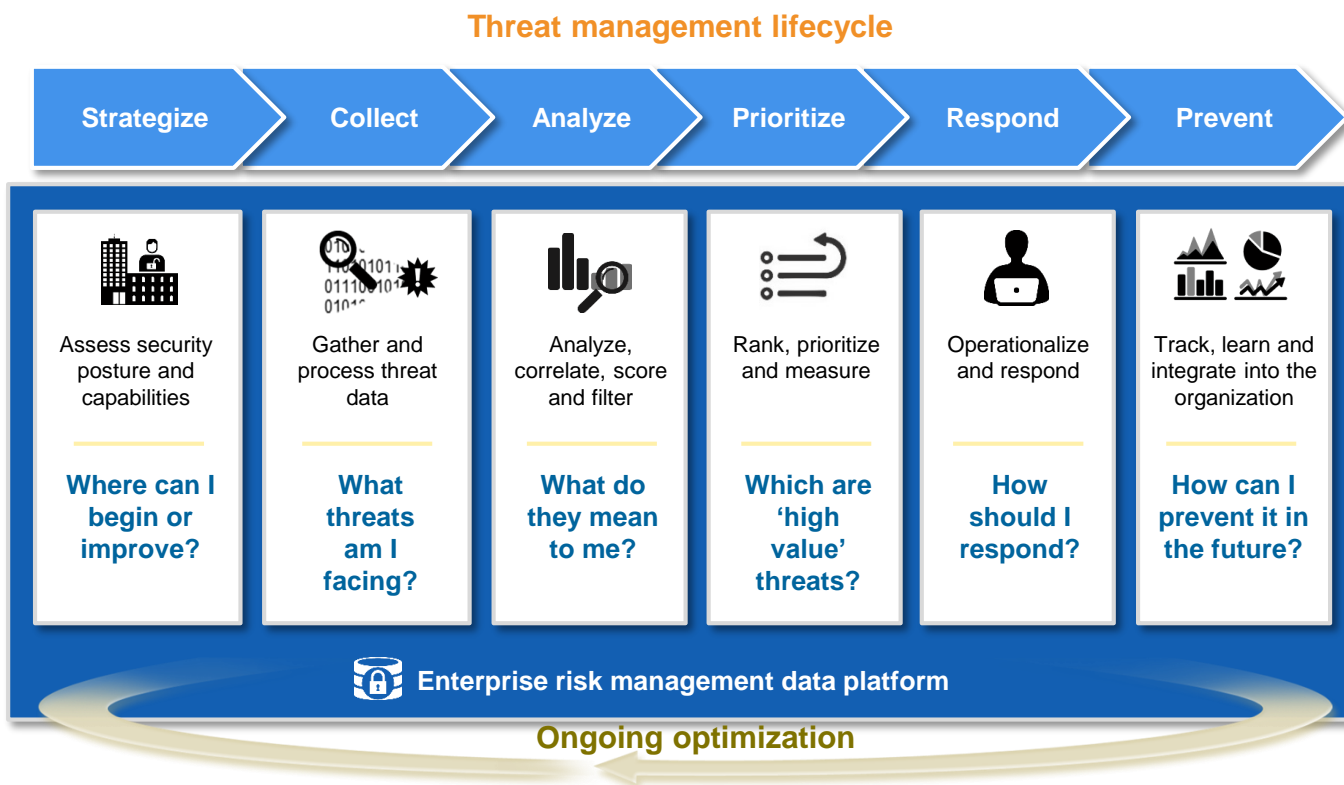 Threat management lifecycle
Strategize
Collect
Analyze
Prioritize
Respond
Prevent
Assess security
posture and
capabilities
Where can I
begin or
improve?
Gather and
process threat
data
What
threats
am I
facing?
Analyze,
correlate, score
and filter
What do
they mean
to me?
Rank, prioritize
and measure
Which are
‘high
value’
threats?
Operationalize
and respond
How
should I
respond?
Track, learn and
integrate into the
organization
How can I
prevent it in
the future?
Enterprise risk management data platform
Ongoing optimization